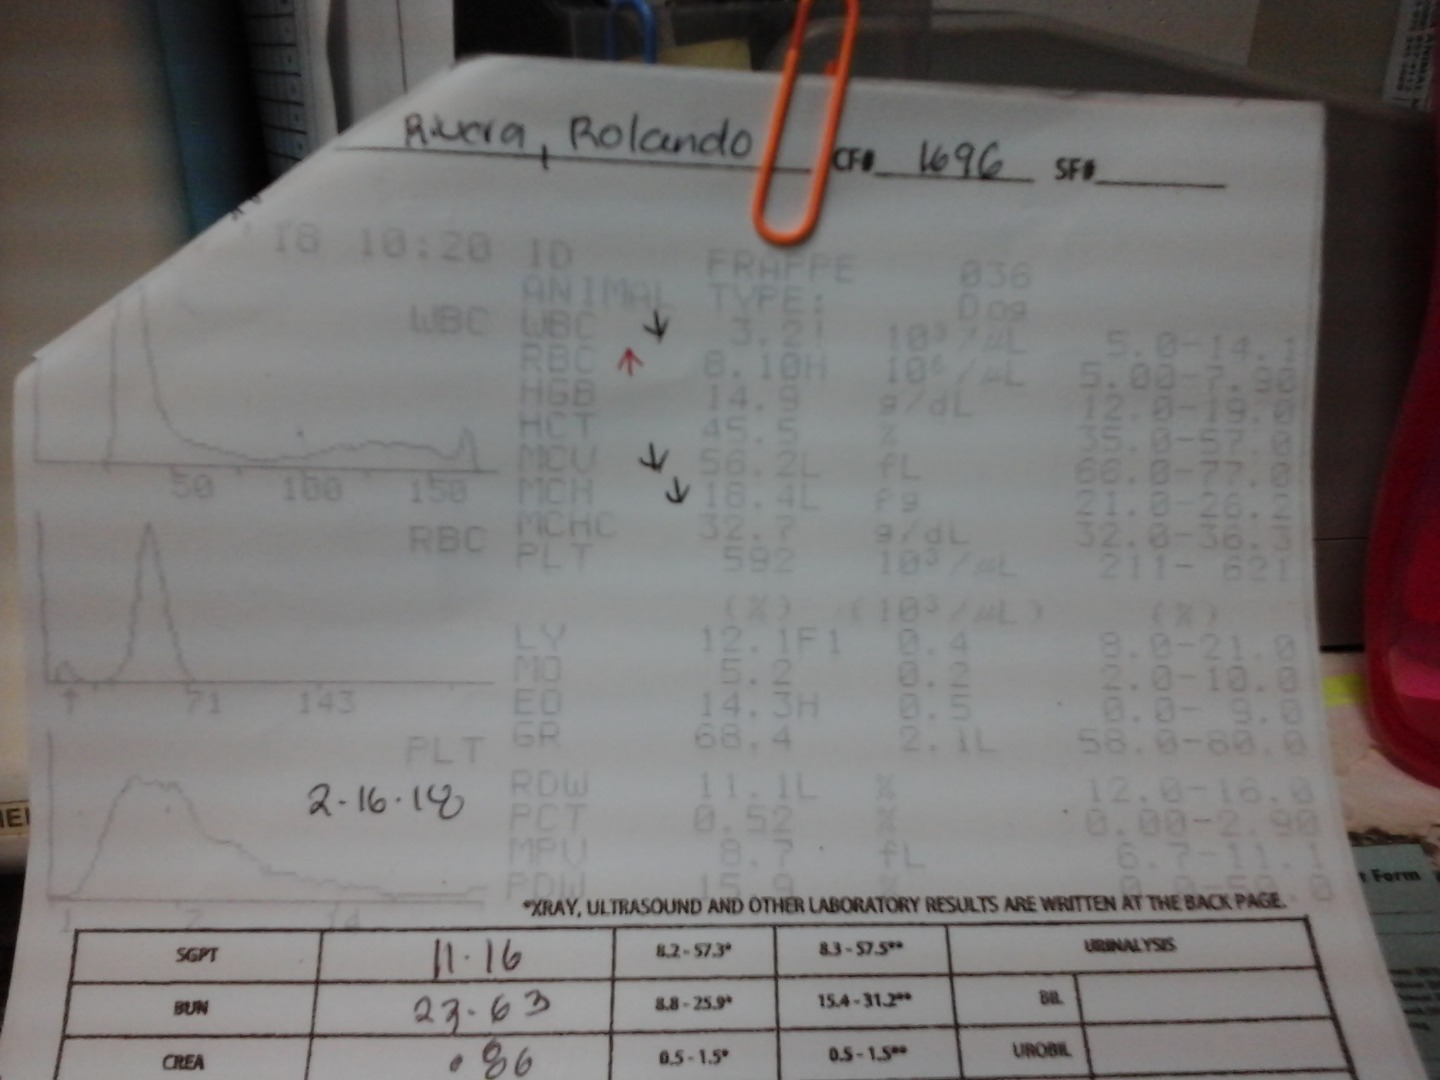 Rivera, Rolando CF# 1696 SF#
18 10:20 ID FRAPPE 036
ANIMAL TYPE: Dog
WBC WBC ↓ 3.2! 10³/µL 5.0-14.
RBC ↑ 8.10H 10⁶/µL 5.00-7.90
HGB 14.9 g/dL 12.0-19.0
HCT 45.5 % 35.0-57.0
MCV ↓ 56.2L fL 66.0-77.0
50 100 150 MCH ↓ 18.4L Pg 21.0-26.2
RBC MCHC 32.7 g/dL 32.0-36.3
PLT 592 10³/µL 211- 621
(%) (10³/µL) (%)
LY 12.1F1 0.4 8.0-21.0
MO 5.2 0.2 2.0-10.0
71 143 EO 14.3H 0.5 0.0- 9.0
PLT GR 68.4 2.1L 58.0-80.0
2.16.18 RDW 11.1L % 12.0-16.0
PCT 0.52 % 0.00-2.90
MPV 8.7 fL 6.7-11.1
PDW 15.9 %
*XRAY, ULTRASOUND AND OTHER LABORATORY RESULTS ARE WRITTEN AT THE BACK PAGE.
SGPT 11.16 8.2 - 57.3* 8.3 - 57.5** URINALYSIS
BUN 23.63 8.8 - 25.9* 15.4 - 31.2** BIL
CREA .86 0.5 - 1.5* 0.5 - 1.5** UROBIL
Form